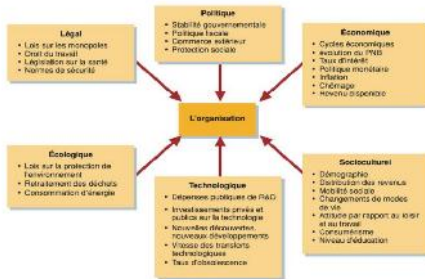 Politique
• Stabilité gouvernementale
• Politique fiscale
• Commerce extérieur
• Protection sociale
Légal
• Lois sur les monopoles
• Droit du travail
• Législation sur la santé
• Normes de sécurité
Économique
• Cycles économiques
• évolution du PNB
• Taux d'intérêt
• Politique monétaire
• Inflation
• Chômage
• Revenu disponible
L'organisation
Écologique
• Lois sur la protection de
l'environnement
• Retraitement des déchets
• Consommation d'énergie
Technologique
• Dépenses publiques de R&D
• Investissements privés et
publics sur la technologie
• Nouvelles découvertes,
nouveaux développements
• Vitesse des transferts
technologiques
• Taux d'obsolescence
Socioculturel
• Démographie
• Distribution des revenus
• Mobilité sociale
• Changements de modes
de vie
• Attitude par rapport au loisir
et au travail
• Consumérisme
• Niveau d'éducation